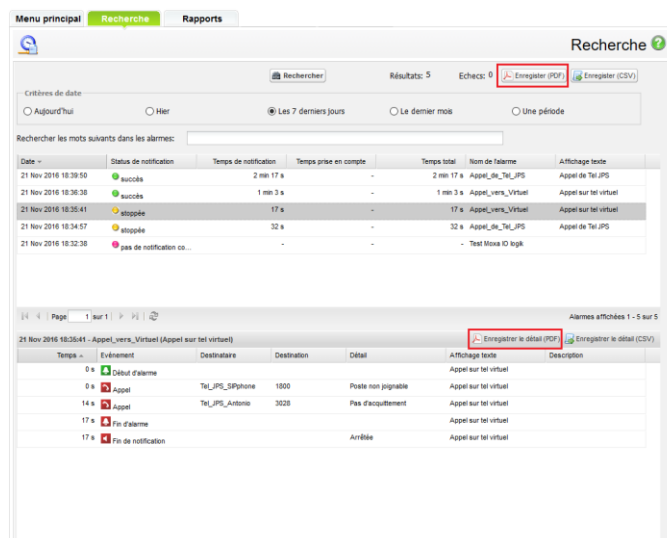 Menu principal Recherche Rapports
Recherche
Rechercher Résultats: 5 Echecs: 0 Enregister (PDF) Enregister (CSV)
Critères de date
Aujourd'hui Hier Les 7 derniers jours Le dernier mois Une période
Rechercher les mots suivants dans les alarmes:
Date Status de notification Temps de notification Temps prise en compte Temps total Nom de l'alarme Affichage texte
21 Nov 2016 18:39:50 succès 2 min 17 s - 2 min 17 s Appel_de_Tel_JPS Appel de Tel JPS
21 Nov 2016 18:36:38 succès 1 min 3 s - 1 min 3 s Appel_vers_Virtuel Appel sur tel virtuel
21 Nov 2016 18:35:41 stoppée 17 s - 17 s Appel_vers_Virtuel Appel sur tel virtuel
21 Nov 2016 18:34:57 stoppée 32 s - 32 s Appel_de_Tel_JPS Appel de Tel JPS
21 Nov 2016 18:32:38 pas de notification co... - - - Test Moxa IO logik
Page 1 sur 1 Alarmes affichées 1 - 5 sur 5
21 Nov 2016 18:35:41 - Appel_vers_Virtuel (Appel sur tel virtuel) Enregistrer le détail (PDF) Enregistrer le détail (CSV)
Temps Evénement Destinataire Destination Détail Affichage texte Description
0 s Début d'alarme Appel sur tel virtuel
0 s Appel Tel_JPS_SIPphone 1800 Poste non joignable Appel sur tel virtuel
14 s Appel Tel_JPS_Antonio 3028 Pas d'acquittement Appel sur tel virtuel
17 s Fin d'alarme Appel sur tel virtuel
17 s Fin de notification Arrêtée Appel sur tel virtuel